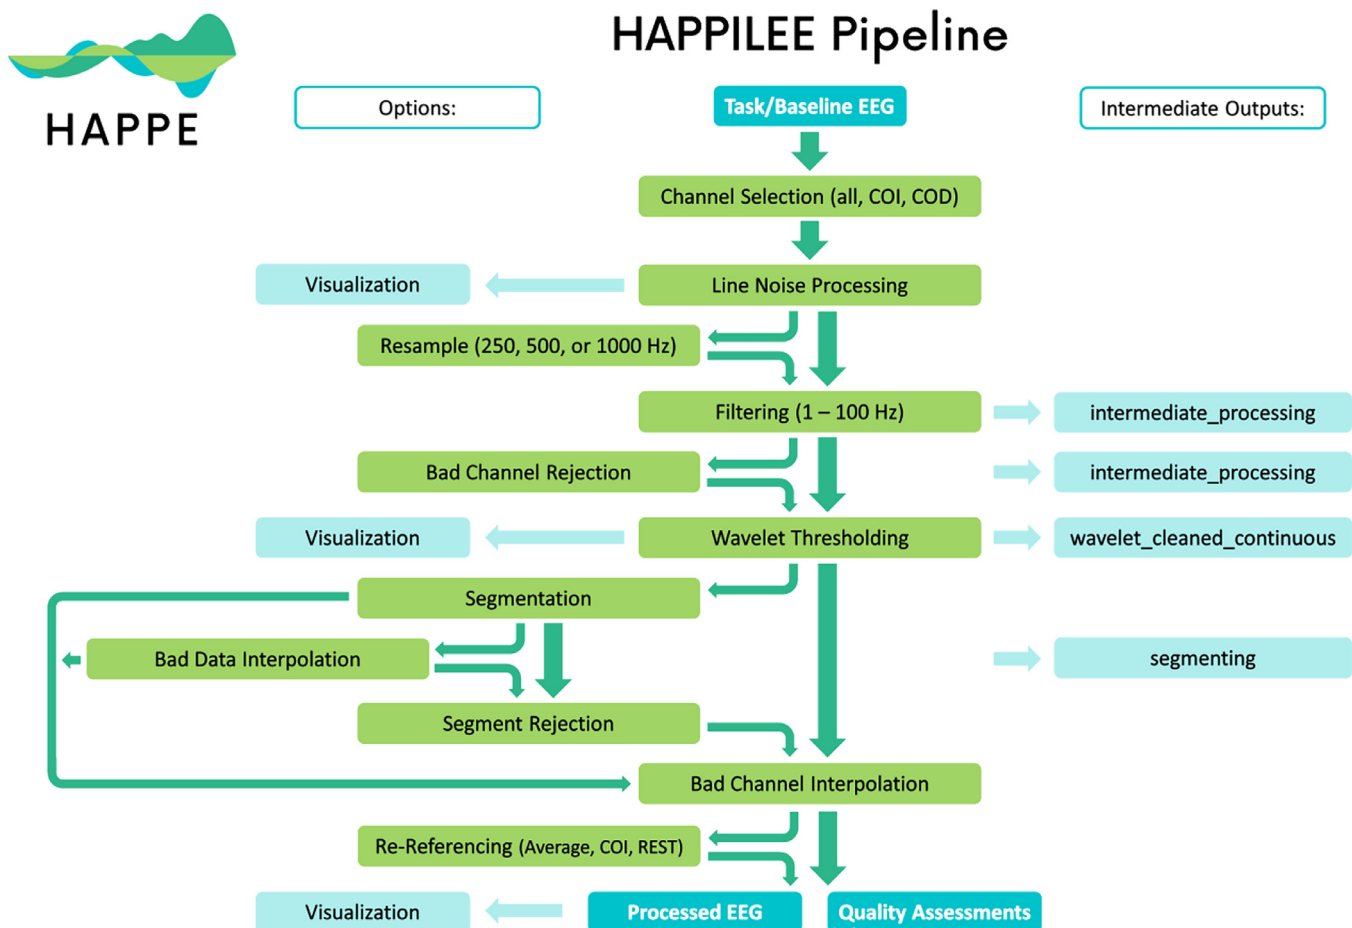 HAPPILEE Pipeline
HAPPE
Options:
Task/Baseline EEG
Intermediate Outputs:
Channel Selection (all, COI, COD)
Visualization
Line Noise Processing
Resample (250, 500, or 1000 Hz)
Filtering (1 – 100 Hz)
intermediate_processing
Bad Channel Rejection
intermediate_processing
Visualization
Wavelet Thresholding
wavelet_cleaned_continuous
Segmentation
Bad Data Interpolation
segmenting
Segment Rejection
Bad Channel Interpolation
Re-Referencing (Average, COI, REST)
Visualization
Processed EEG
Quality Assessments